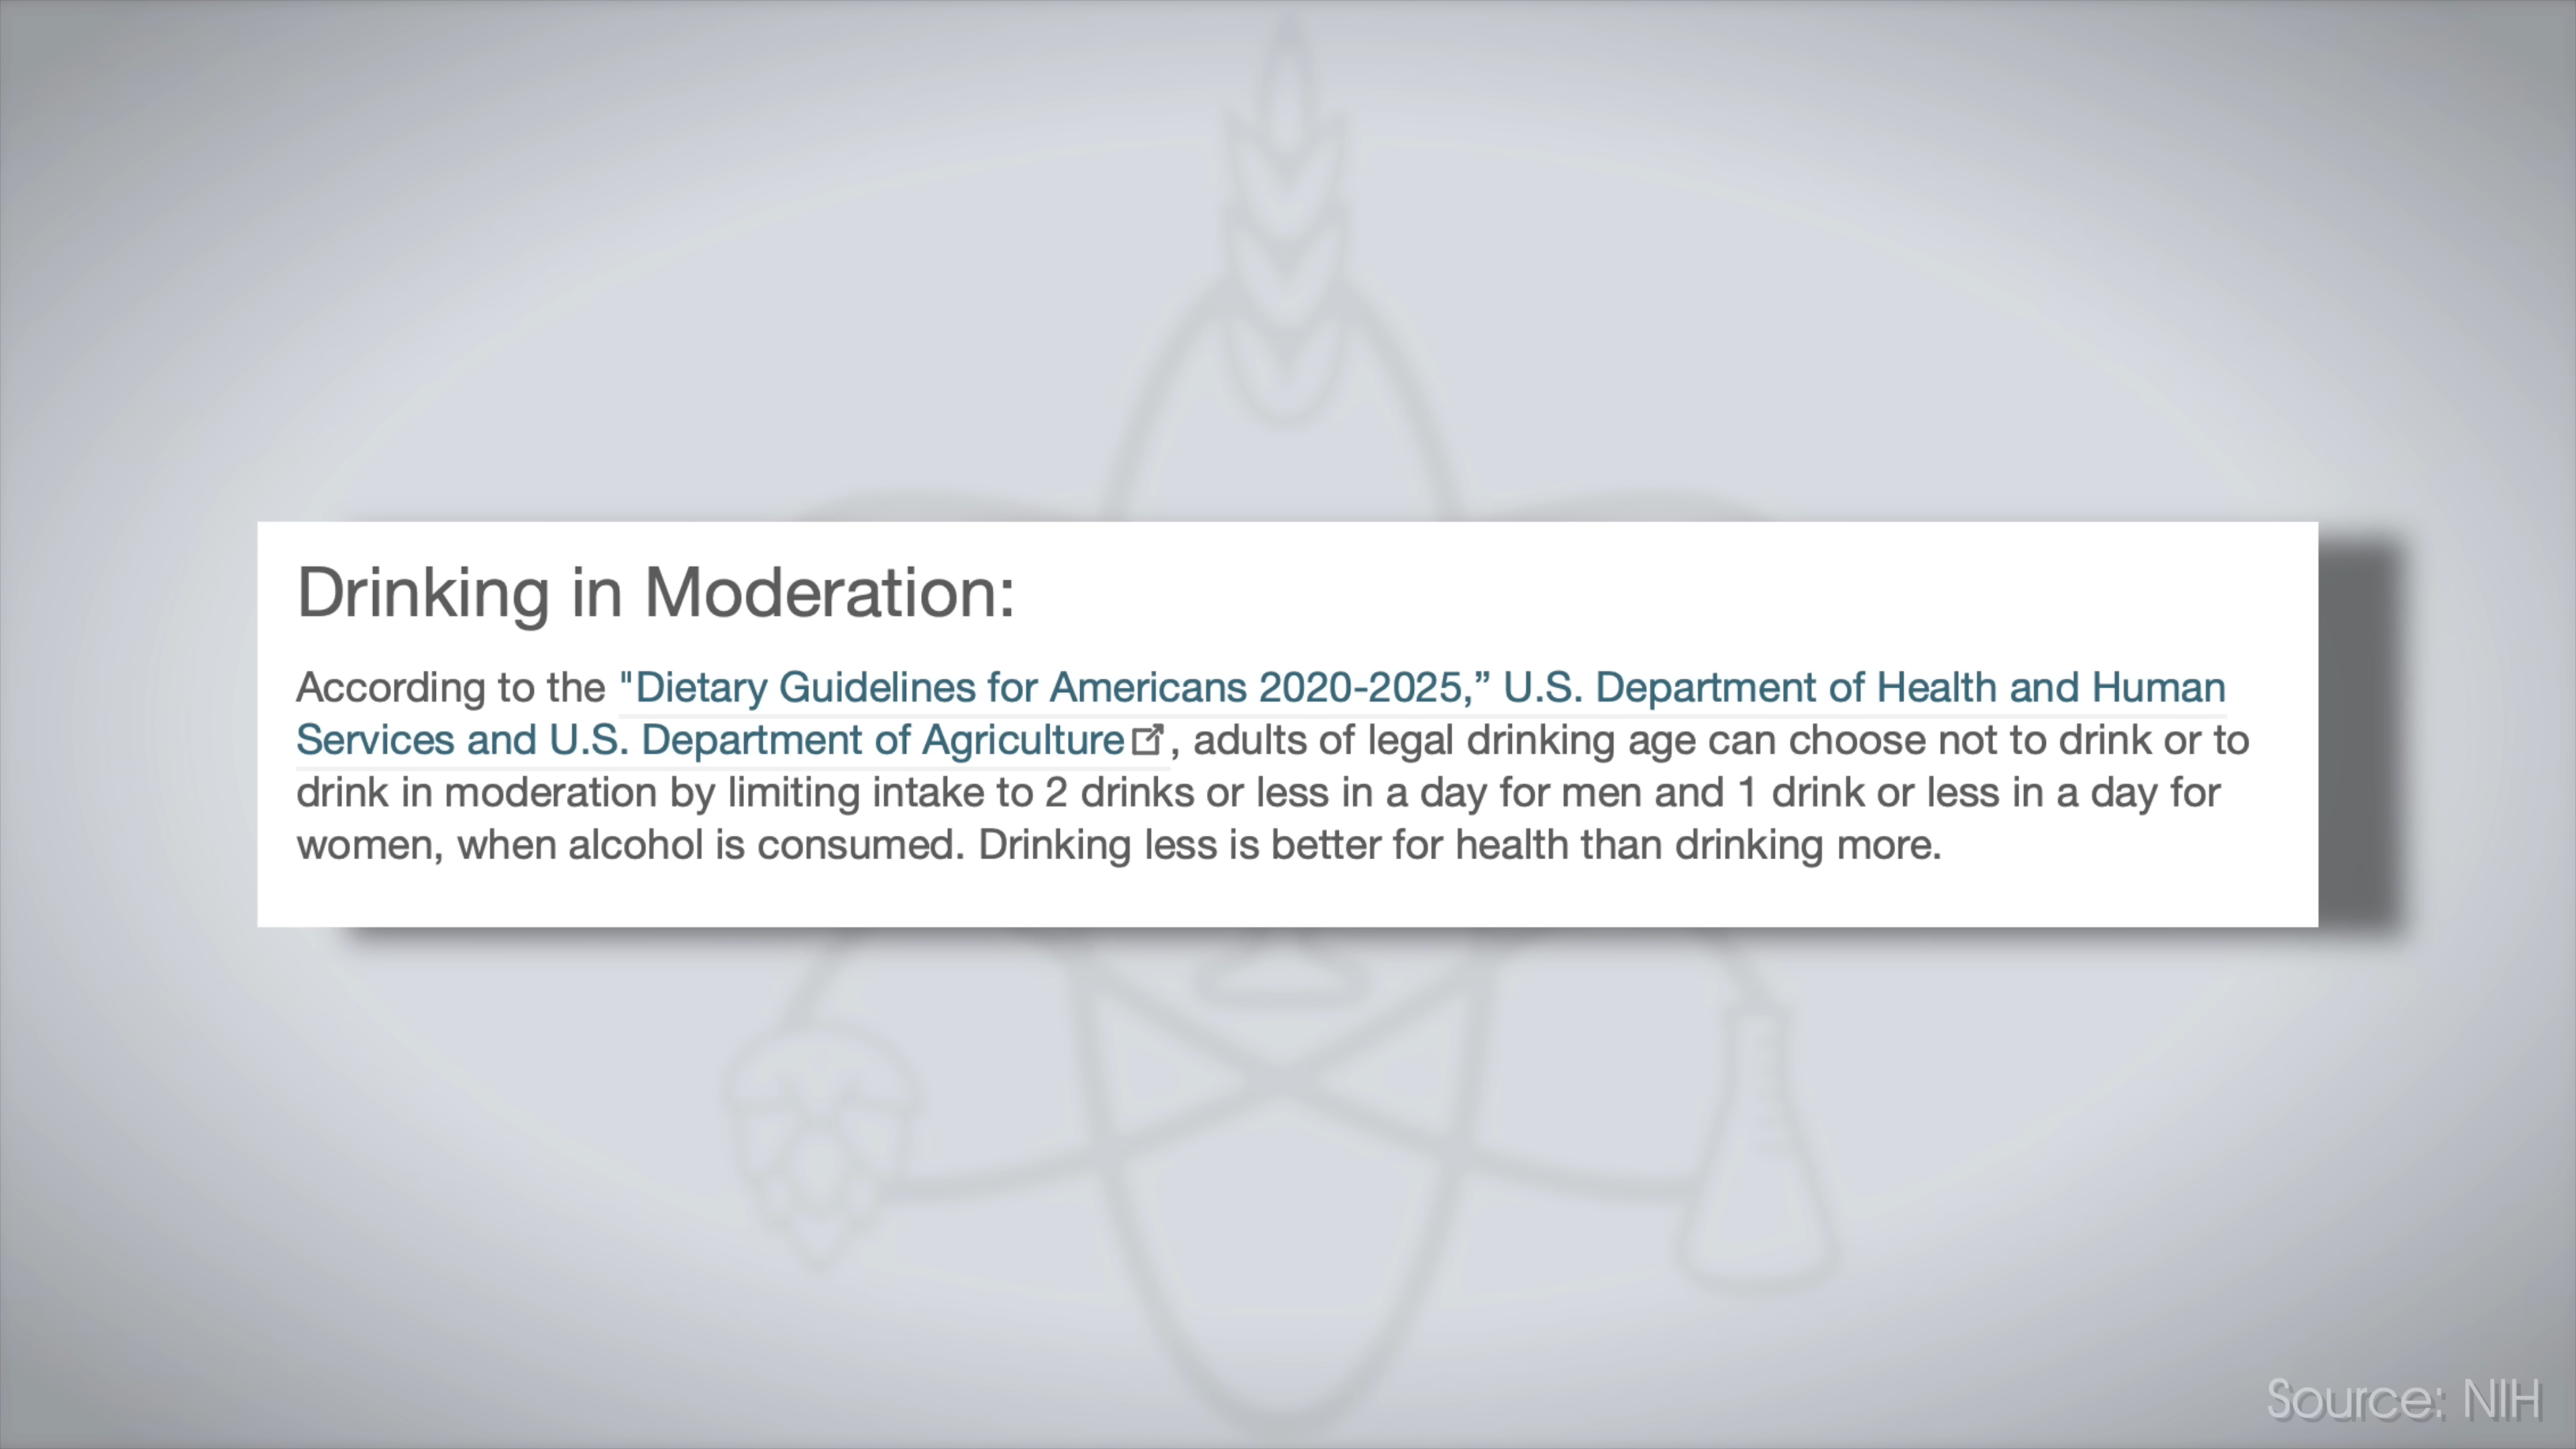 Drinking in Moderation:
According to the "Dietary Guidelines for Americans 2020-2025,” U.S. Department of Health and Human
Services and U.S. Department of Agriculture, adults of legal drinking age can choose not to drink or to
drink in moderation by limiting intake to 2 drinks or less in a day for men and 1 drink or less in a day for
women, when alcohol is consumed. Drinking less is better for health than drinking more.
Source: NIH